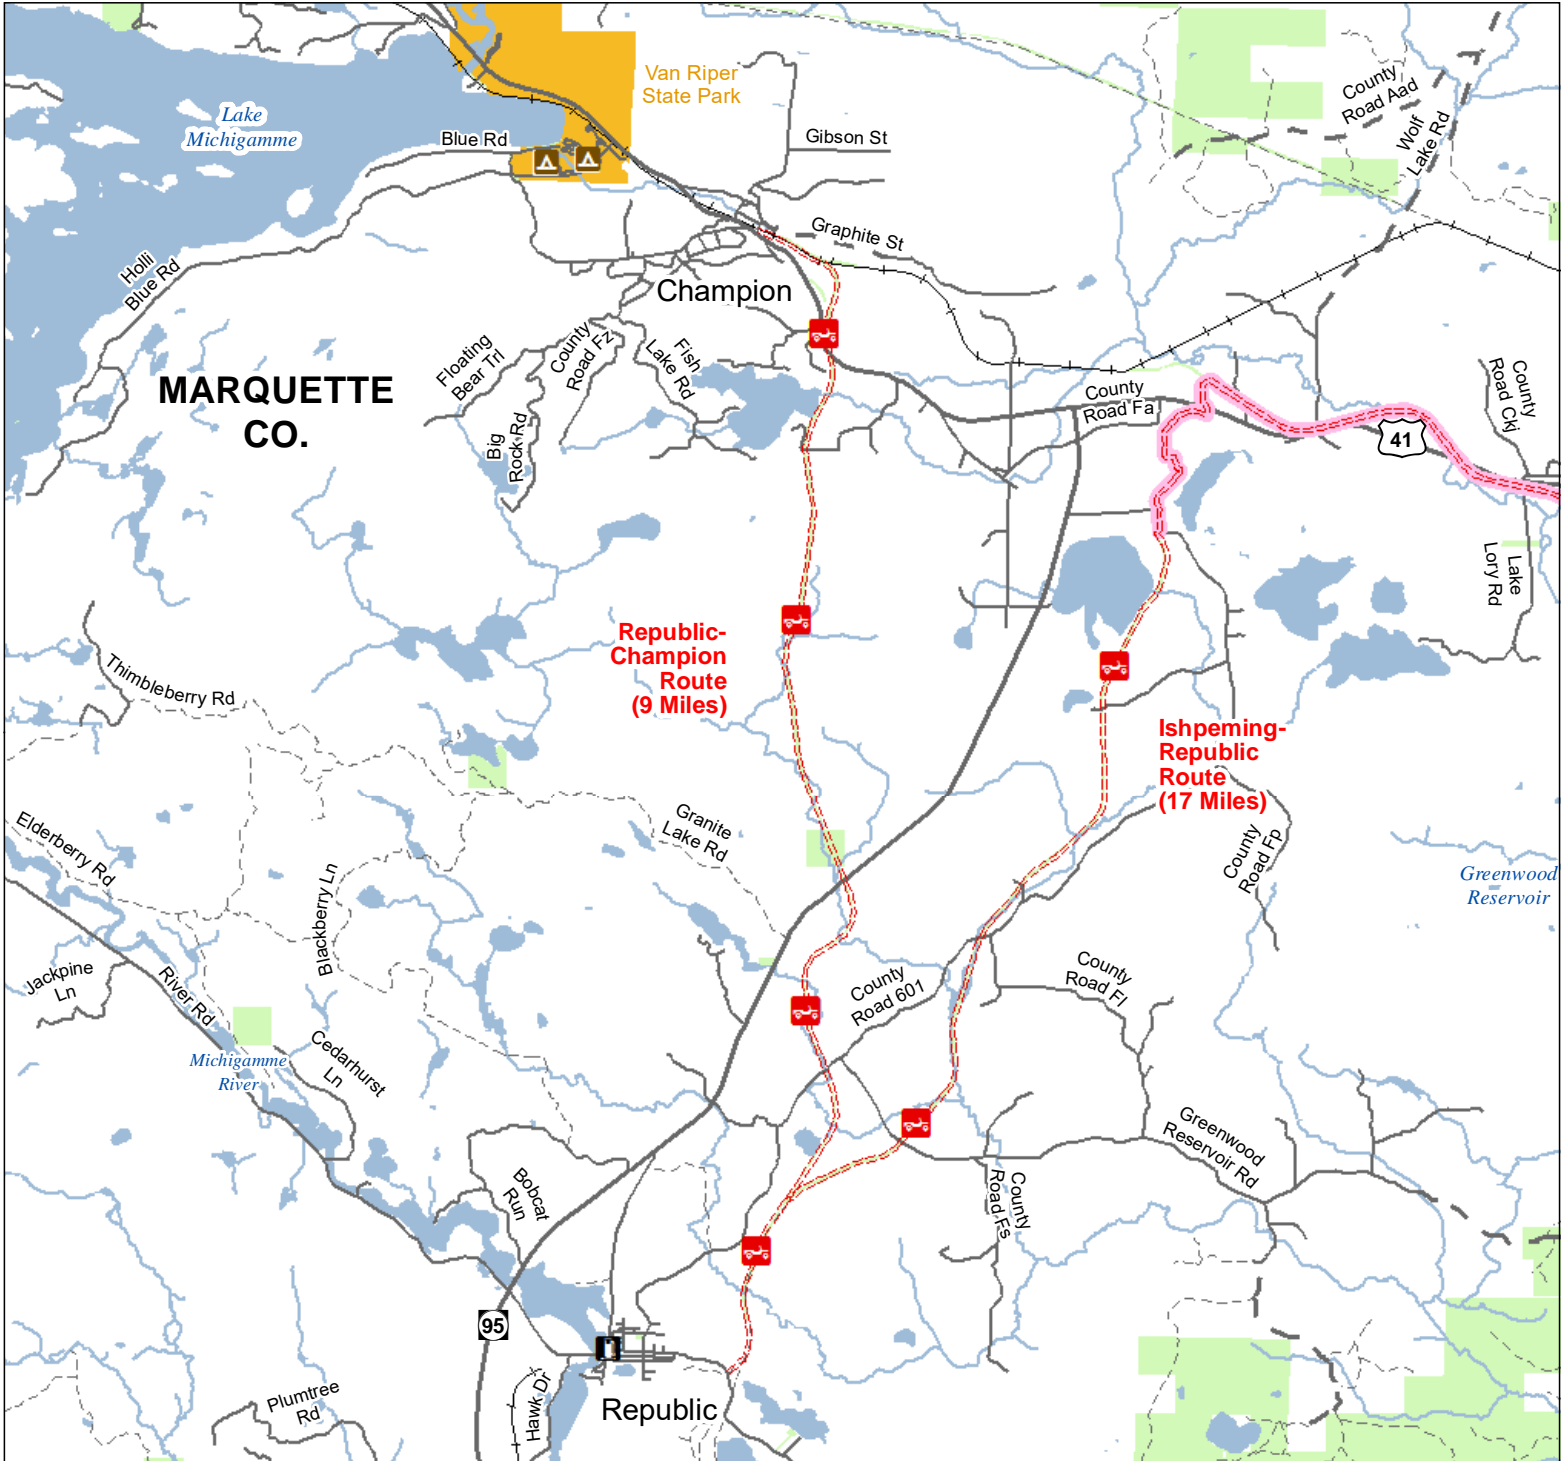 Van Riper
State Park
County
Road Aad
Lake
Michigamme
Blue Rd
Gibson St
Wolf
Lake Rd
Graphite St
Holli
Blue Rd
Champion
Floating
Bear Trl
County
Road Fz
Fish
Lake Rd
MARQUETTE
CO.
County
Road Fa
County
Road Ckj
41
Big
Rock Rd
Lake
Lory Rd
Republic-
Champion
Route
(9 Miles)
Thimbleberry Rd
Ishpeming-
Republic
Route
(17 Miles)
Elderberry Rd
Granite
Lake Rd
County
Road Fp
Greenwood
Reservoir
Blackberry Ln
Jackpine
Ln
River Rd
County
Road 601
County
Road Fl
Michigamme
River
Cedarhurst
Ln
Greenwood
Reservoir Rd
Bobcat
Run
County
Road Fs
95
Plumtree
Rd
Hawk Dr
Republic